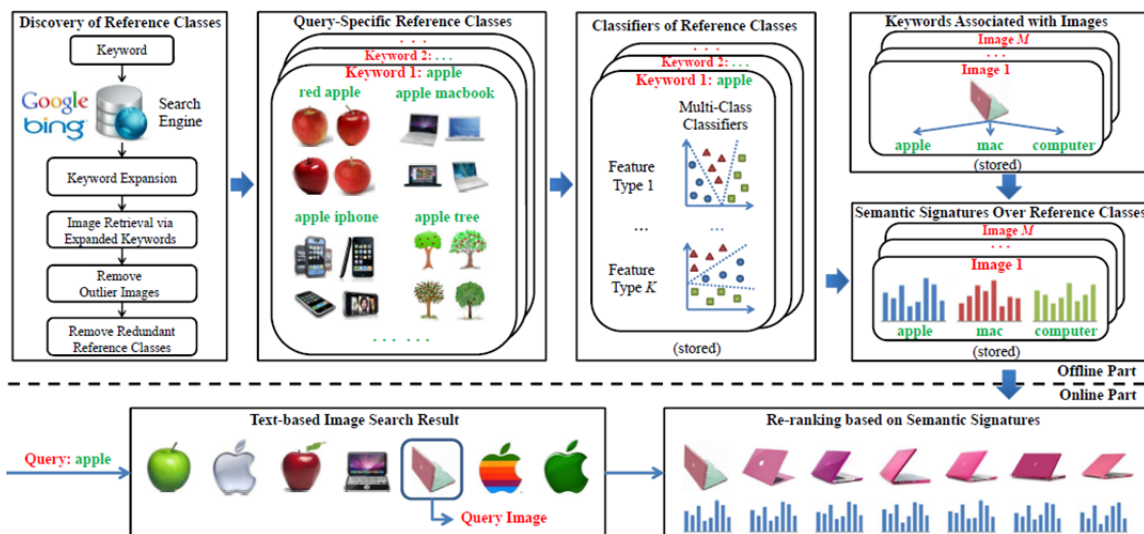 Discovery of Reference Classes
Keyword
Google
bing
Search
Engine
Keyword Expansion
Image Retrieval via
Expanded Keywords
Remove
Outlier Images
Remove Redundant
Reference Classes
Query-Specific Reference Classes
. . .
Keyword 2: . . .
Keyword 1: apple
red apple
apple macbook
apple iphone
apple tree
. . . . . .
Classifiers of Reference Classes
. . .
Keyword 2: . . .
Keyword 1: apple
Multi-Class
Classifiers
Feature
Type 1
... ...
Feature
Type K
(stored)
Keywords Associated with Images
Image M
. . .
Image 1
apple mac computer
(stored)
Semantic Signatures Over Reference Classes
Image M
. . .
Image 1
apple mac computer
(stored)
Offline Part
Online Part
Query: apple
Text-based Image Search Result
Query Image
Re-ranking based on Semantic Signatures